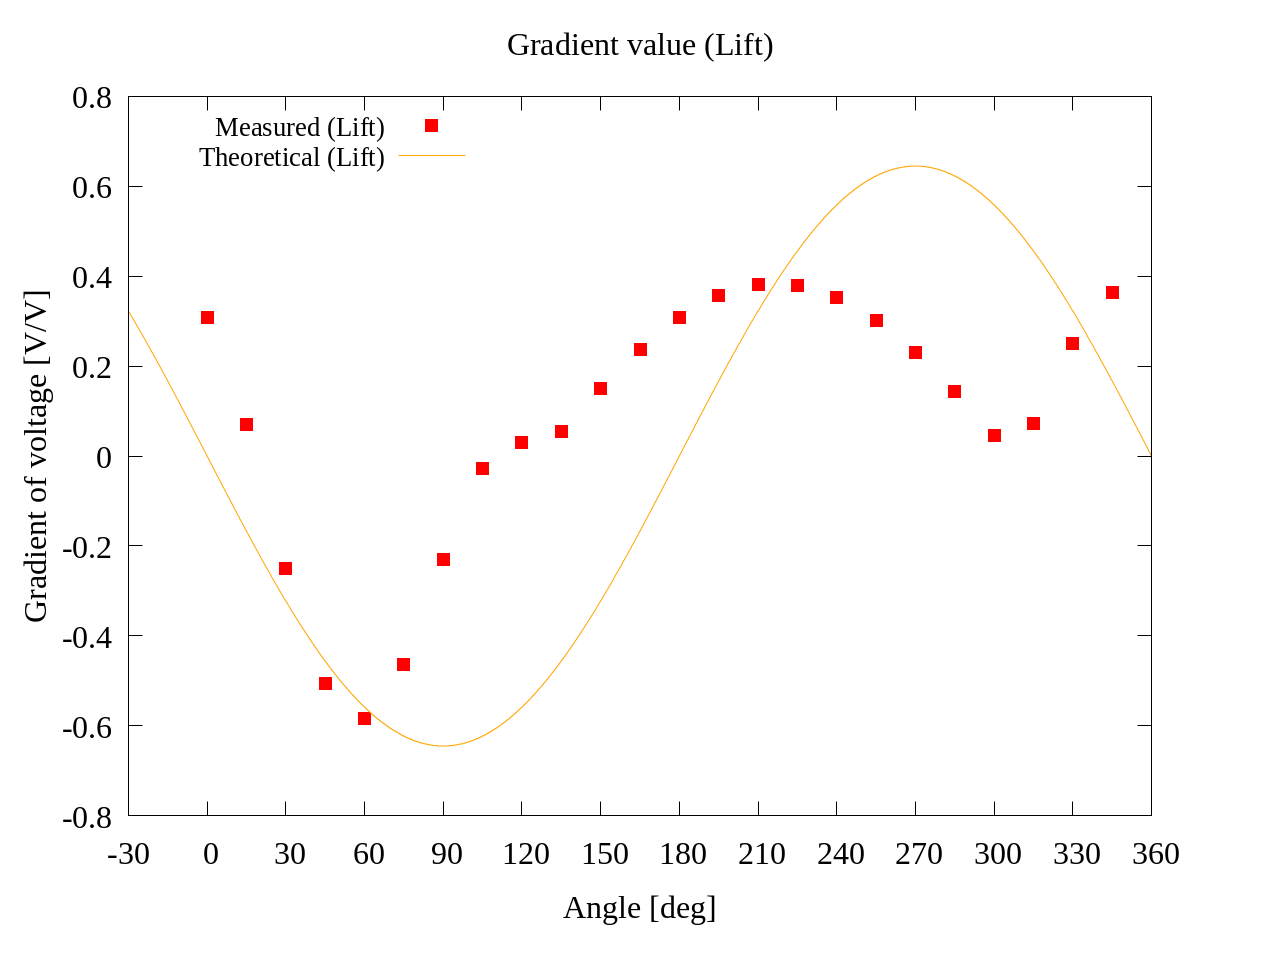 Gradient value (Lift)
Measured (Lift)
Theoretical (Lift)
Gradient of voltage [V/V]
0.8
0.6
0.4
0.2
0
-0.2
-0.4
-0.6
-0.8
-30 0 30 60 90 120 150 180 210 240 270 300 330 360
Angle [deg]